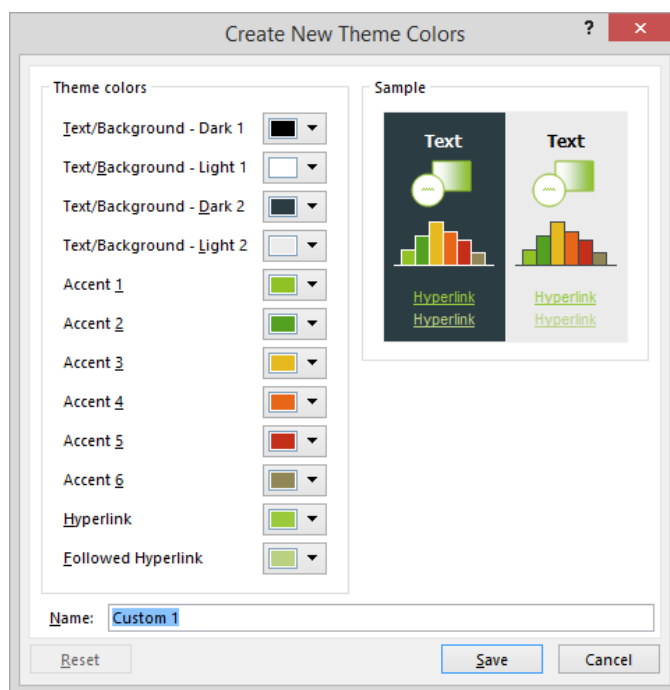 Create New Theme Colors
?
Theme colors
Text/Background - Dark 1
Text/Background - Light 1
Text/Background - Dark 2
Text/Background - Light 2
Accent 1
Accent 2
Accent 3
Accent 4
Accent 5
Accent 6
Hyperlink
Followed Hyperlink
Sample
Text Text
Hyperlink Hyperlink
Hyperlink Hyperlink
Name: Custom 1
Reset Save Cancel